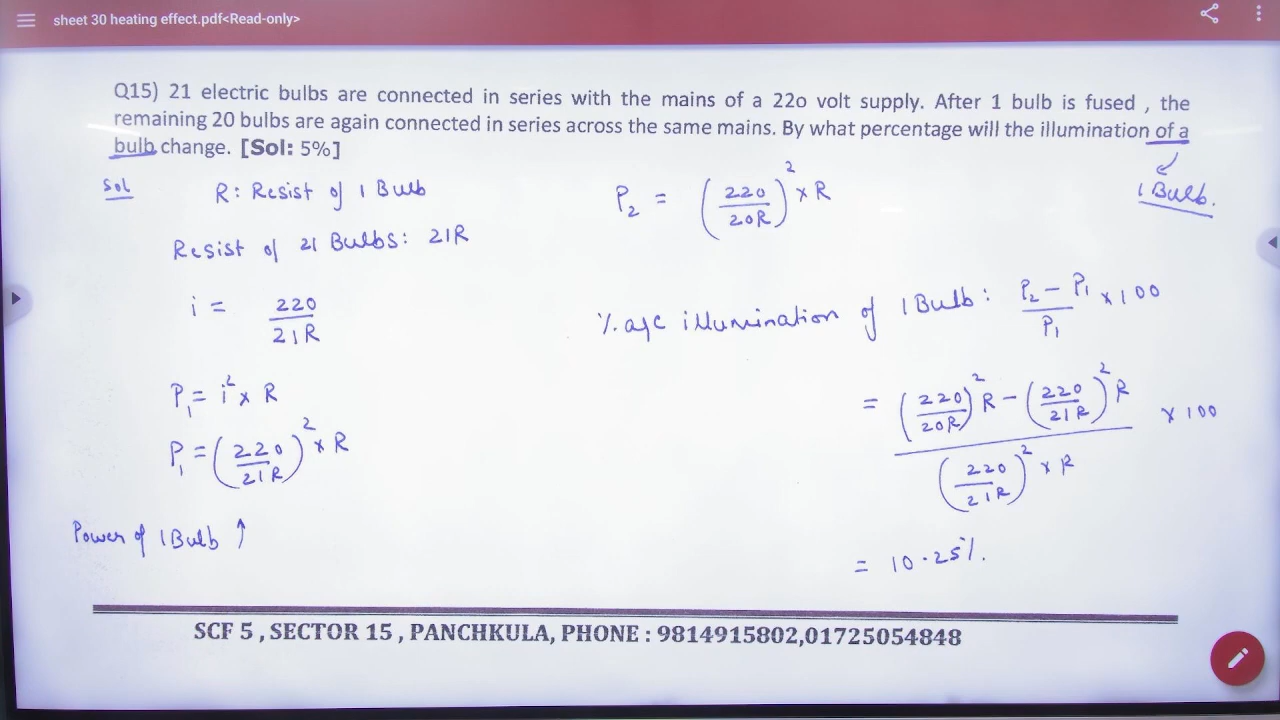 sheet 30 heating effect.pdf<Read-only>
Q15) 21 electric bulbs are connected in series with the mains of a 22o volt supply. After 1 bulb is fused , the
remaining 20 bulbs are again connected in series across the same mains. By what percentage will the illumination of a
bulb change. [Sol: 5%]
1 Bulb.
Sol
R: Resist of 1 Bulb
Resist of 21 Bulbs: 21R
i = 220/21R
P₁ = i² × R
P₁ = (220/21R)² × R
Power of 1 Bulb ↑
P₂ = (220/20R)² × R
illumination of 1 Bulb: (P₂ - P₁)/P₁ × 100
= ((220/20R)² R - (220/21R)² R)/((220/21R)² × R) × 100
= 10.25%.
SCF 5 , SECTOR 15 , PANCHKULA, PHONE : 9814915802,01725054848